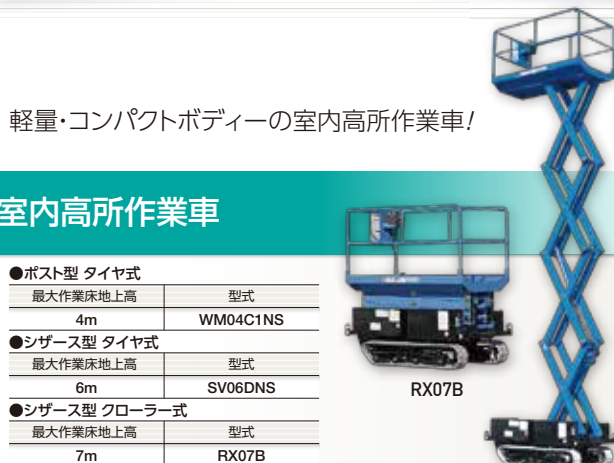 軽量・コンパクトボディーの室内高所作業車!
室内高所作業車
●ポスト型 タイヤ式
最大作業床地上高 型式
4m WM04C1NS
●シザース型 タイヤ式
最大作業床地上高 型式
6m SV06DNS
●シザース型 クローラー式
最大作業床地上高 型式
7m RX07B
RX07B